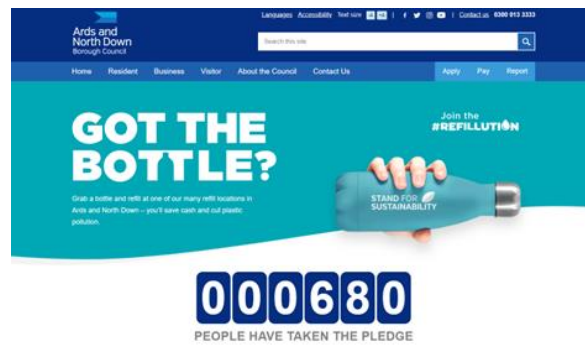 Ards and
North Down
Borough Council
Languages Accessibility Text size -a +a | f | Contact us 0300 013 3333
Search this site
Home Resident Business Visitor About the Council Contact Us Apply Pay Report
GOT THE
BOTTLE?
Join the
#REFILLUTION
Grab a bottle and refill at one of our many refill locations in
Ards and North Down – you'll save cash and cut plastic
pollution.
STAND FOR
SUSTAINABILITY
000680
PEOPLE HAVE TAKEN THE PLEDGE